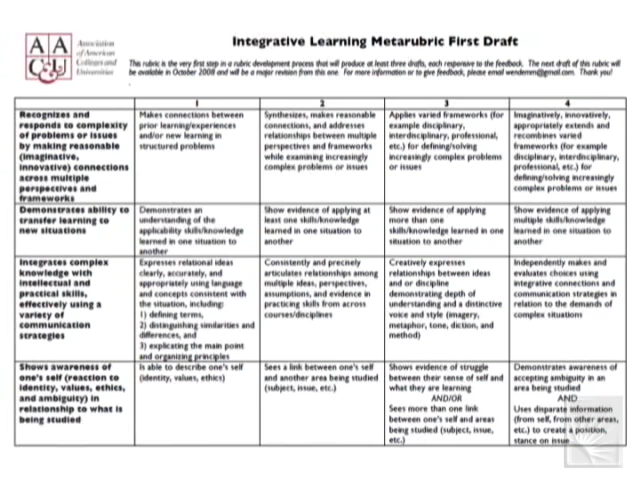 AAC&U
Association
of American
Colleges and
Universities
Integrative Learning Metarubric First Draft
This rubric is the very first step in a rubric development process that will produce at least three drafts, each responsive to the feedback. The next draft of this rubric will
be available in October 2008 and will be a major revision from this one. For more information or to give feedback, please email wendemm@gmail.com. Thank you!
1
2
3
4
Recognizes and
responds to complexity
of problems or issues
by making reasonable
(imaginative,
innovative) connections
across multiple
perspectives and
frameworks
Makes connections between
prior learning/experiences
and/or new learning in
structured problems
Synthesizes, makes reasonable
connections, and addresses
relationships between multiple
perspectives and frameworks
while examining increasingly
complex problems or issues
Applies varied frameworks (for
example disciplinary,
interdisciplinary, professional,
etc.) for defining/solving
increasingly complex problems
or issues
Imaginatively, innovatively,
appropriately extends and
recombines varied
frameworks (for example
disciplinary, interdisciplinary,
professional, etc.) for
defining/solving increasingly
complex problems or issues
Demonstrates ability to
transfer learning to
new situations
Demonstrates an
understanding of the
applicability skills/knowledge
learned in one situation to
another
Show evidence of applying at
least one skills/knowledge
learned in one situation to
another
Show evidence of applying
more than one
skills/knowledge learned in one
situation to another
Show evidence of applying
multiple skills/knowledge
learned in one situation to
another
Integrates complex
knowledge with
intellectual and
practical skills,
effectively using a
variety of
communication
strategies
Expresses relational ideas
clearly, accurately, and
appropriately using language
and concepts consistent with
the situation, including:
1) defining terms,
2) distinguishing similarities and
differences, and
3) explicating the main point
and organizing principles
Consistently and precisely
articulates relationships among
multiple ideas, perspectives,
assumptions, and evidence in
practicing skills from across
courses/disciplines
Creatively expresses
relationships between ideas
and or discipline
demonstrating depth of
understanding and a distinctive
voice and style (imagery,
metaphor, tone, diction, and
method)
Independently makes and
evaluates choices using
integrative connections and
communication strategies in
relation to the demands of
complex situations
Shows awareness of
one's self (reaction to
identity, values, ethics,
and ambiguity) in
relationship to what is
being studied
Is able to describe one's self
(identity, values, ethics)
Sees a link between one's self
and another area being studied
(subject, issue, etc.)
Shows evidence of struggle
between their sense of self and
what they are learning
AND/OR
Sees more than one link
between one's self and areas
being studied (subject, issue,
etc.)
Demonstrates awareness of
accepting ambiguity in an
area being studied
AND
Uses disparate information
(from self, from other areas,
etc.) to create a position,
stance on issue